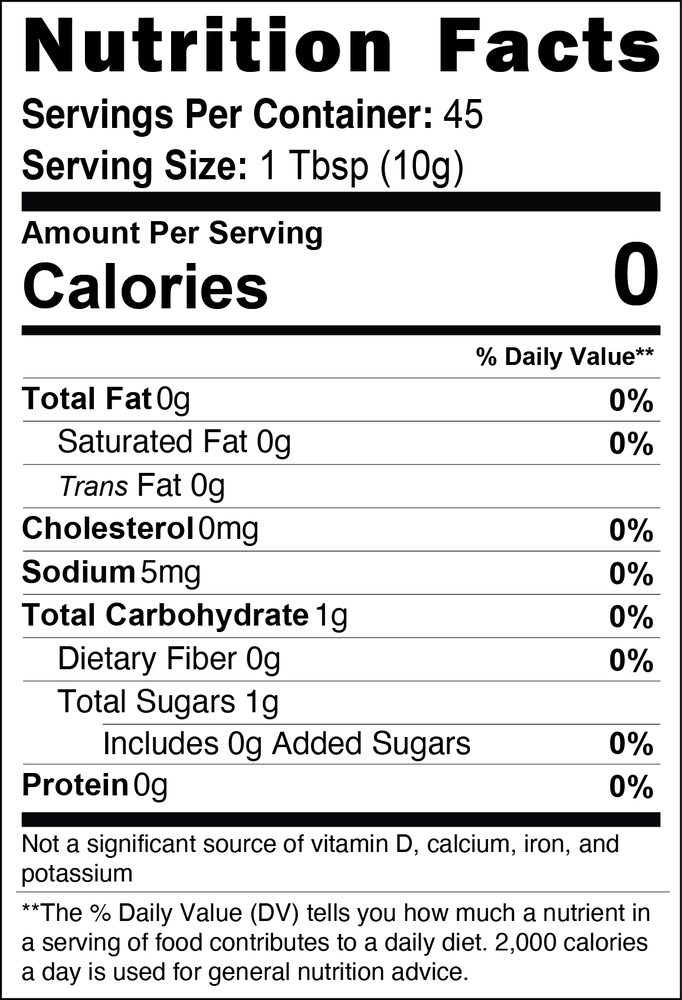 Nutrition Facts
Servings Per Container: 45
Serving Size: 1 Tbsp (10g)
Amount Per Serving
Calories 0
% Daily Value**
Total Fat 0g 0%
Saturated Fat 0g 0%
Trans Fat 0g
Cholesterol 0mg 0%
Sodium 5mg 0%
Total Carbohydrate 1g 0%
Dietary Fiber 0g 0%
Total Sugars 1g
Includes 0g Added Sugars 0%
Protein 0g 0%
Not a significant source of vitamin D, calcium, iron, and
potassium
**The % Daily Value (DV) tells you how much a nutrient in
a serving of food contributes to a daily diet. 2,000 calories
a day is used for general nutrition advice.